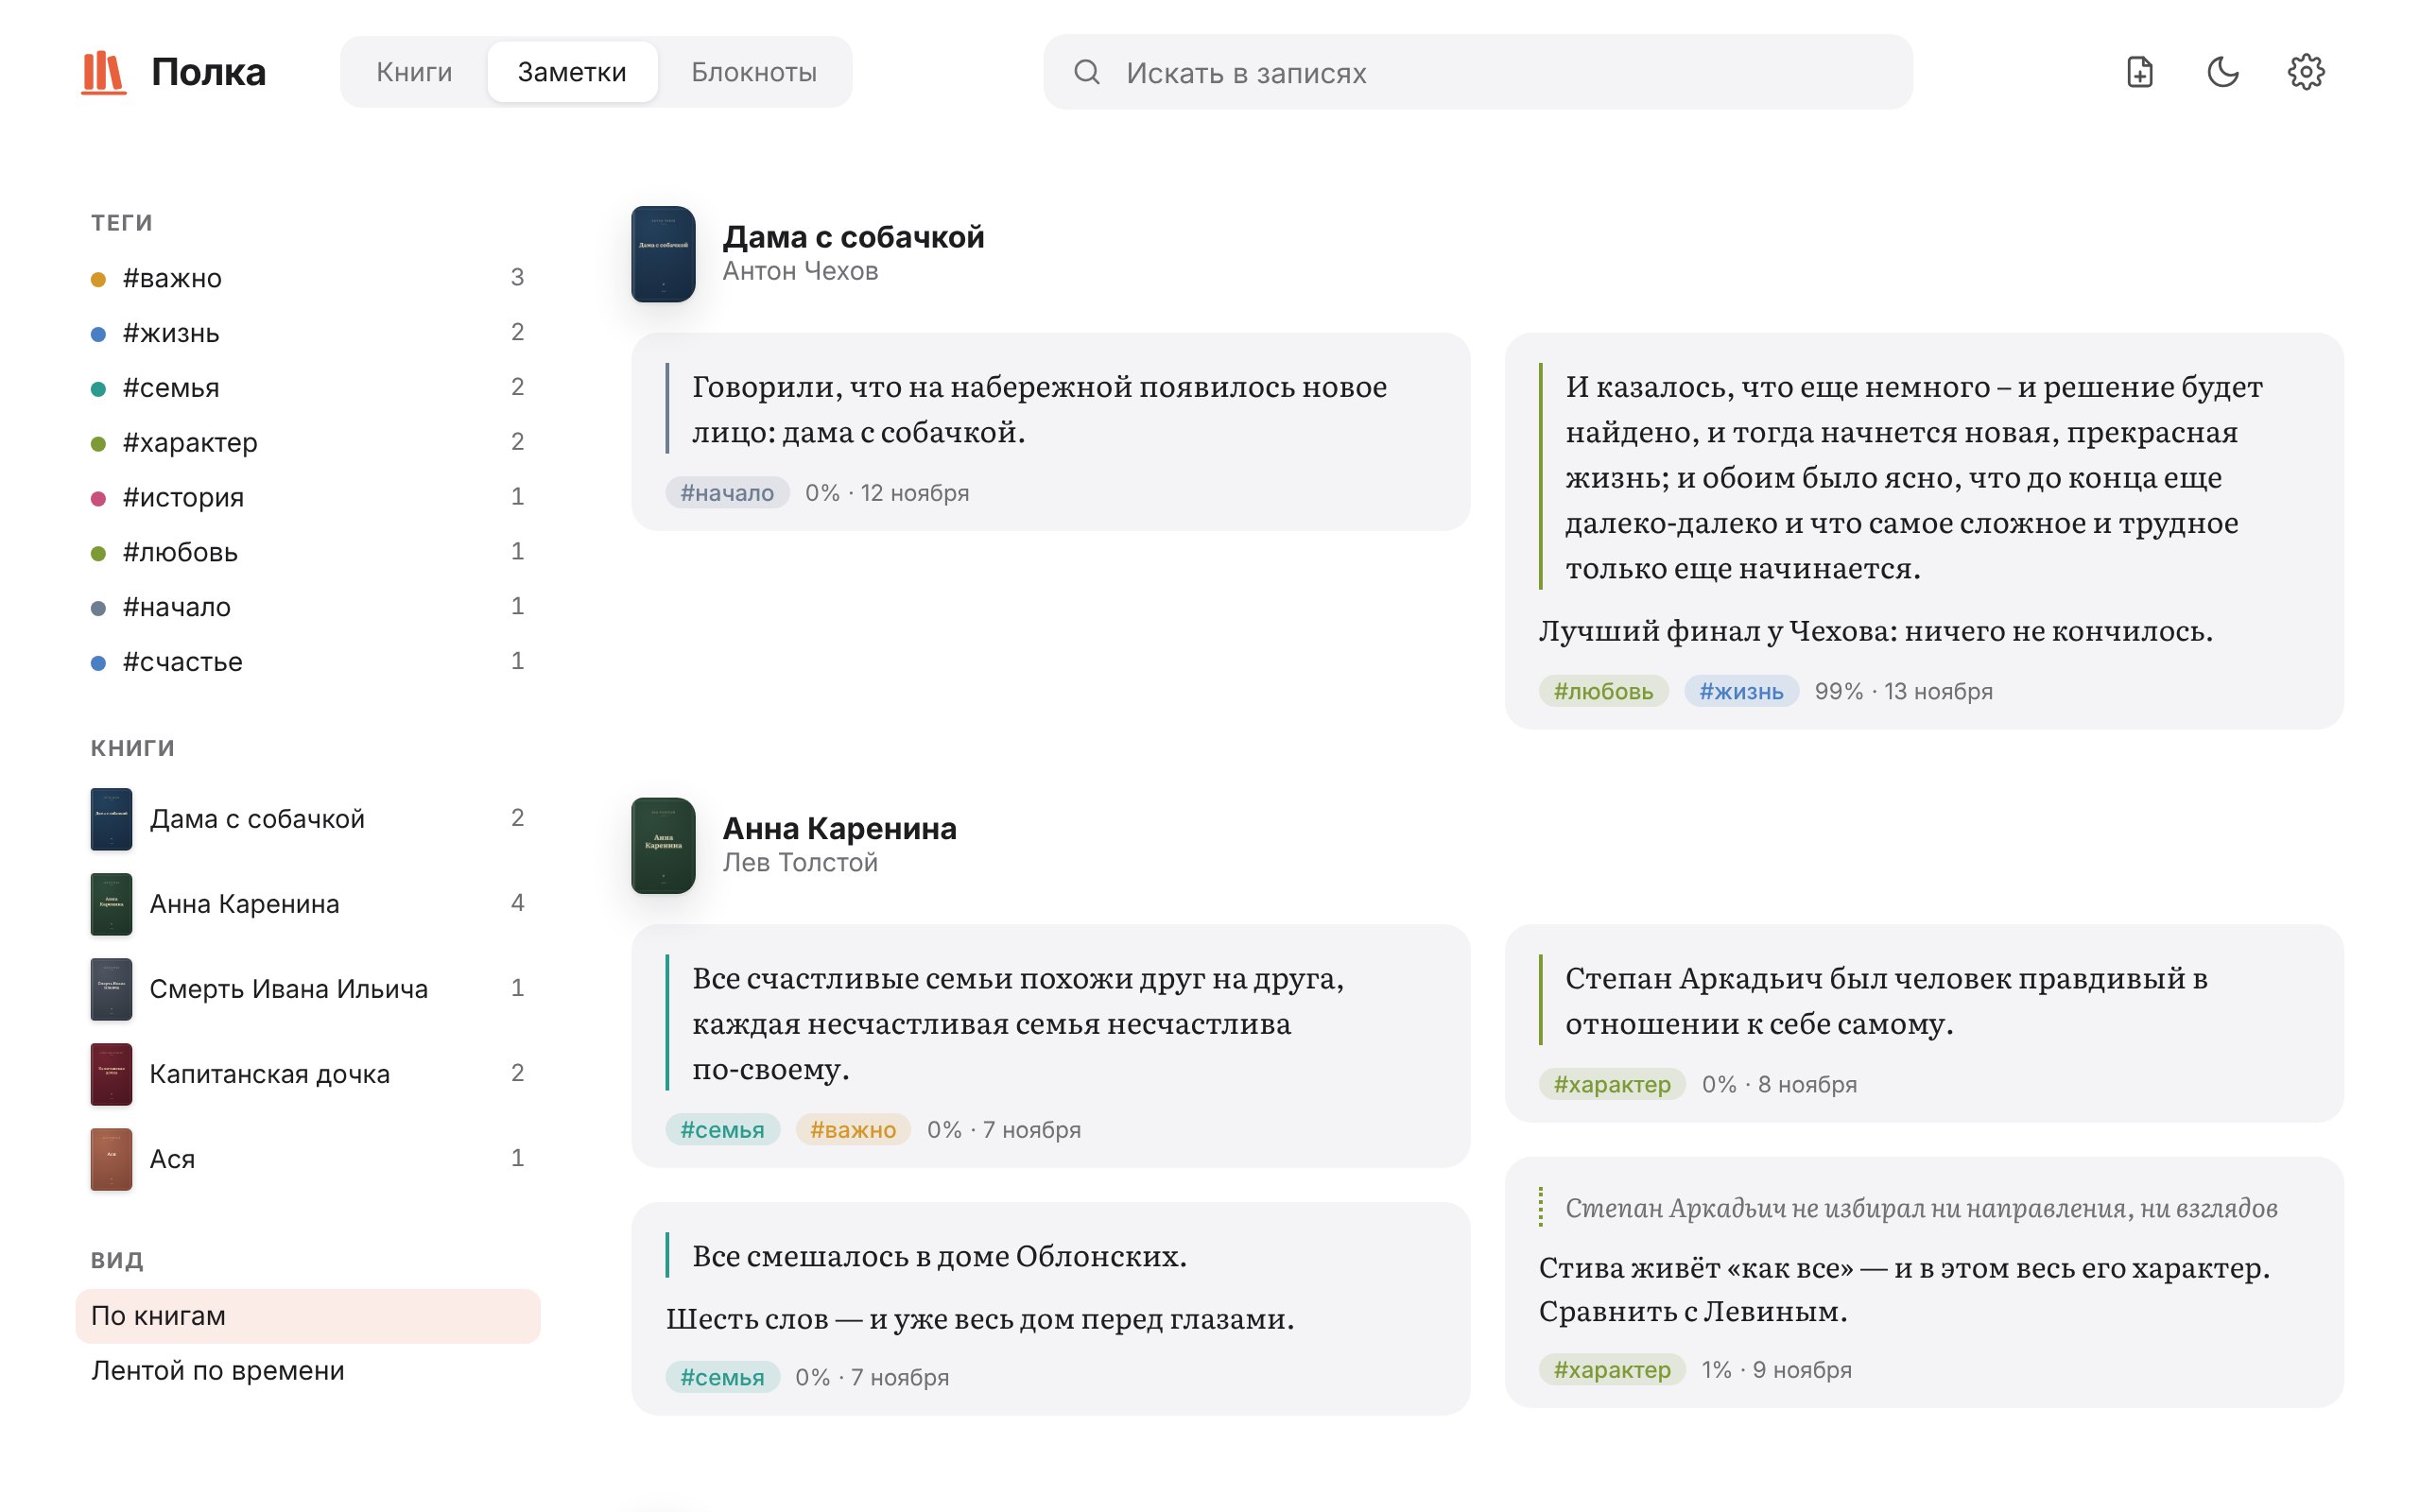 Полка
Книги
Заметки
Блокноты
Искать в записях
ТЕГИ
#важно 3
#жизнь 2
#семья 2
#характер 2
#история 1
#любовь 1
#начало 1
#счастье 1
КНИГИ
Дама с собачкой 2
Анна Каренина 4
Смерть Ивана Ильича 1
Капитанская дочка 2
Ася 1
ВИД
По книгам
Лентой по времени
Дама с собачкой
Дама с собачкой
Антон Чехов
Говорили, что на набережной появилось новое
лицо: дама с собачкой.
#начало 0% · 12 ноября
И казалось, что еще немного – и решение будет
найдено, и тогда начнется новая, прекрасная
жизнь; и обоим было ясно, что до конца еще
далеко-далеко и что самое сложное и трудное
только еще начинается.
Лучший финал у Чехова: ничего не кончилось.
#любовь #жизнь 99% · 13 ноября
Анна
Каренина
Анна Каренина
Лев Толстой
Все счастливые семьи похожи друг на друга,
каждая несчастливая семья несчастлива
по-своему.
#семья #важно 0% · 7 ноября
Все смешалось в доме Облонских.
Шесть слов — и уже весь дом перед глазами.
#семья 0% · 7 ноября
Степан Аркадьич был человек правдивый в
отношении к себе самому.
#характер 0% · 8 ноября
Степан Аркадьич не избирал ни направления, ни взглядов
Стива живёт «как все» — и в этом весь его характер.
Сравнить с Левиным.
#характер 1% · 9 ноября